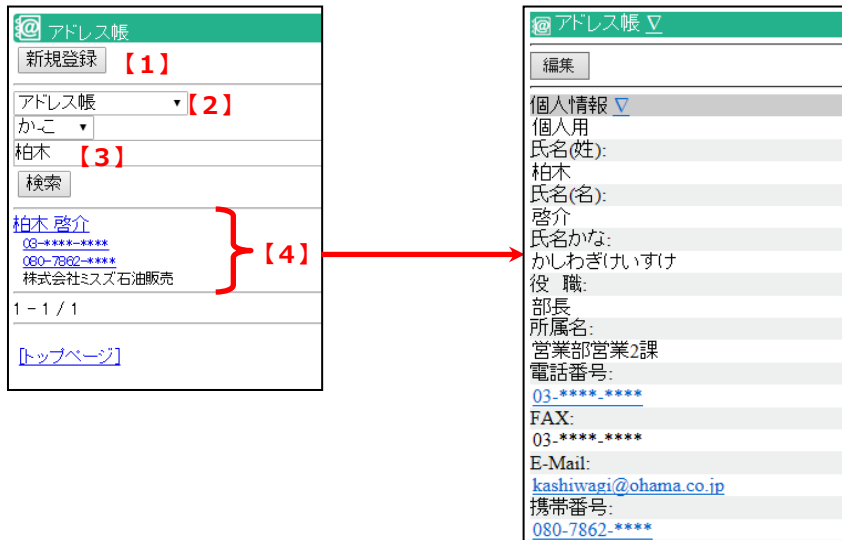 アドレス帳
新規登録 【1】
アドレス帳 ▼ 【2】
か-こ ▼
柏木 【3】
検索
柏木 啓介
03-****-****
080-7862-****
株式会社ミスズ石油販売
【4】
1 - 1 / 1
[トップページ]
アドレス帳 ▽
編集
個人情報 ▽
個人用
氏名(姓):
柏木
氏名(名):
啓介
氏名かな:
かしわぎけいすけ
役 職:
部長
所属名:
営業部営業2課
電話番号:
03-****-****
FAX:
03-****-****
E-Mail:
kashiwagi@ohama.co.jp
携帯番号:
080-7862-****